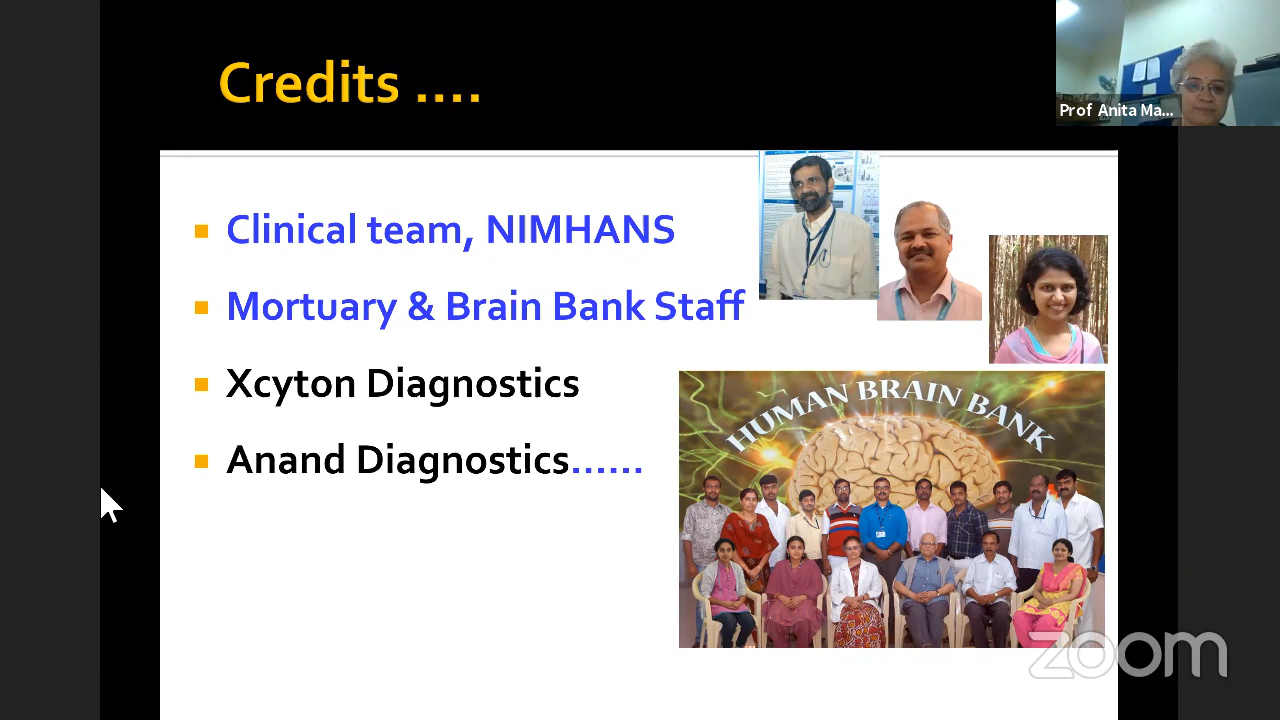 Credits ....
Prof Anita Ma...
Clinical team, NIMHANS
Mortuary & Brain Bank Staff
Xcyton Diagnostics
Anand Diagnostics......
HUMAN BRAIN BANK
zoom